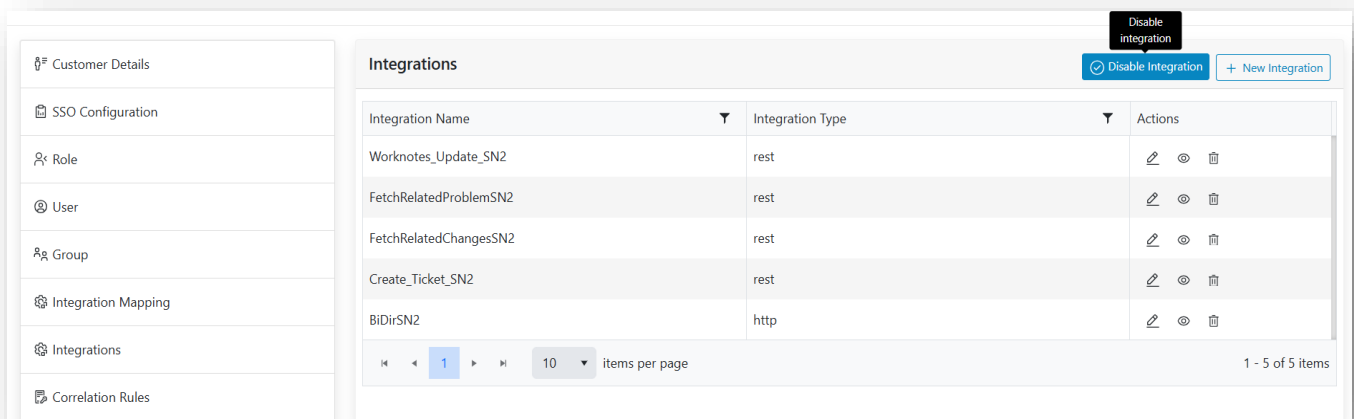 Disable
integration
Customer Details
SSO Configuration
Role
User
Group
Integration Mapping
Integrations
Correlation Rules
Integrations
Disable Integration
+ New Integration
Integration Name Integration Type Actions
Worknotes_Update_SN2 rest
FetchRelatedProblemSN2 rest
FetchRelatedChangesSN2 rest
Create_Ticket_SN2 rest
BiDirSN2 http
1 10 items per page 1 - 5 of 5 items